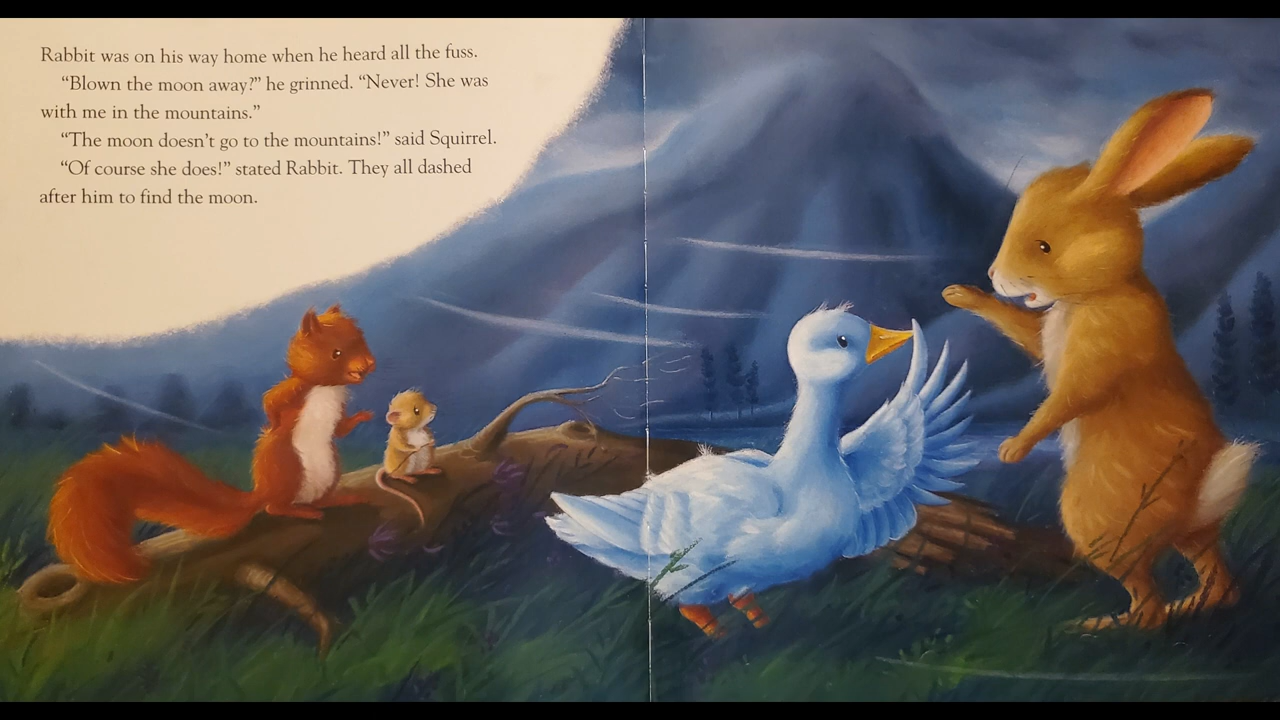 Rabbit was on his way home when he heard all the fuss.
“Blown the moon away?” he grinned. “Never! She was
with me in the mountains.”
“The moon doesn’t go to the mountains!” said Squirrel.
“Of course she does!” stated Rabbit. They all dashed
after him to find the moon.